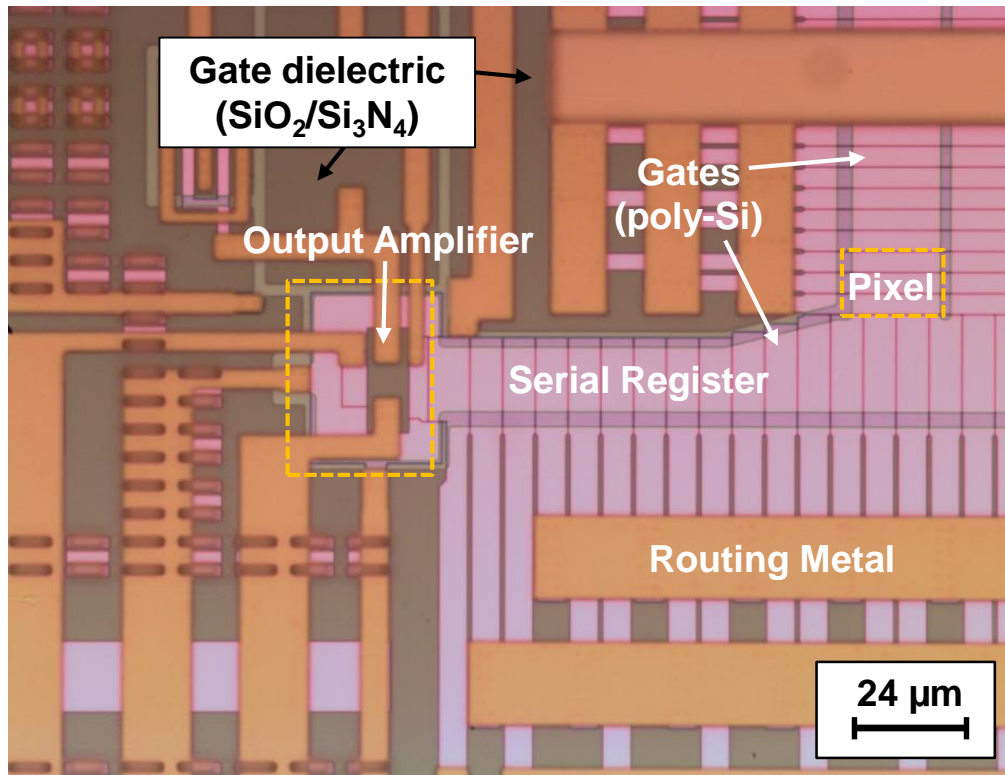 Gate dielectric
(SiO₂/Si₃N₄)
Gates
(poly-Si)
Output Amplifier
Pixel
Serial Register
Routing Metal
24 µm